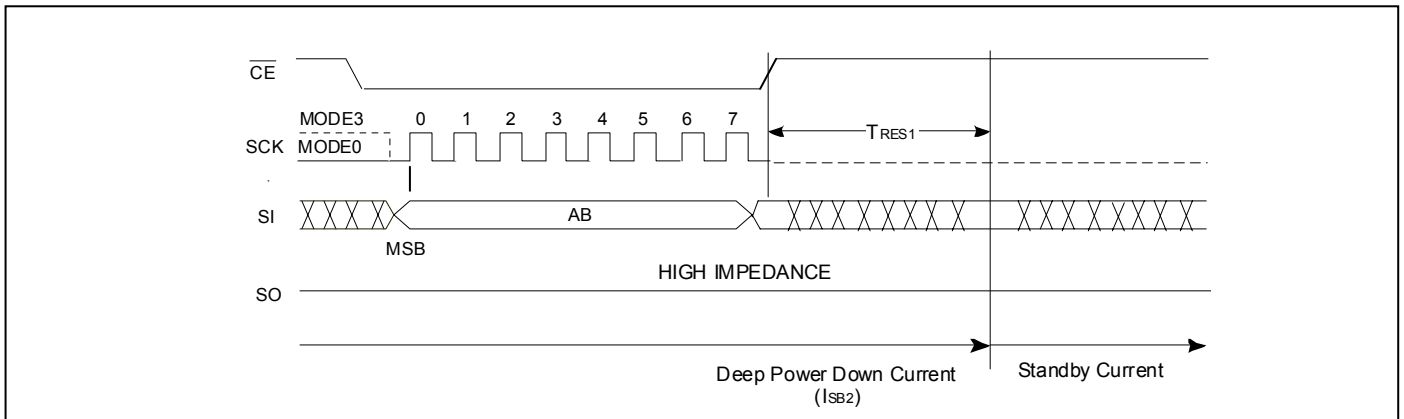 CE
MODE3
0 1 2 3 4 5 6 7
SCK
MODE0
TRES1
SI
AB
MSB
HIGH IMPEDANCE
SO
Deep Power Down Current
(ISB2)
Standby Current